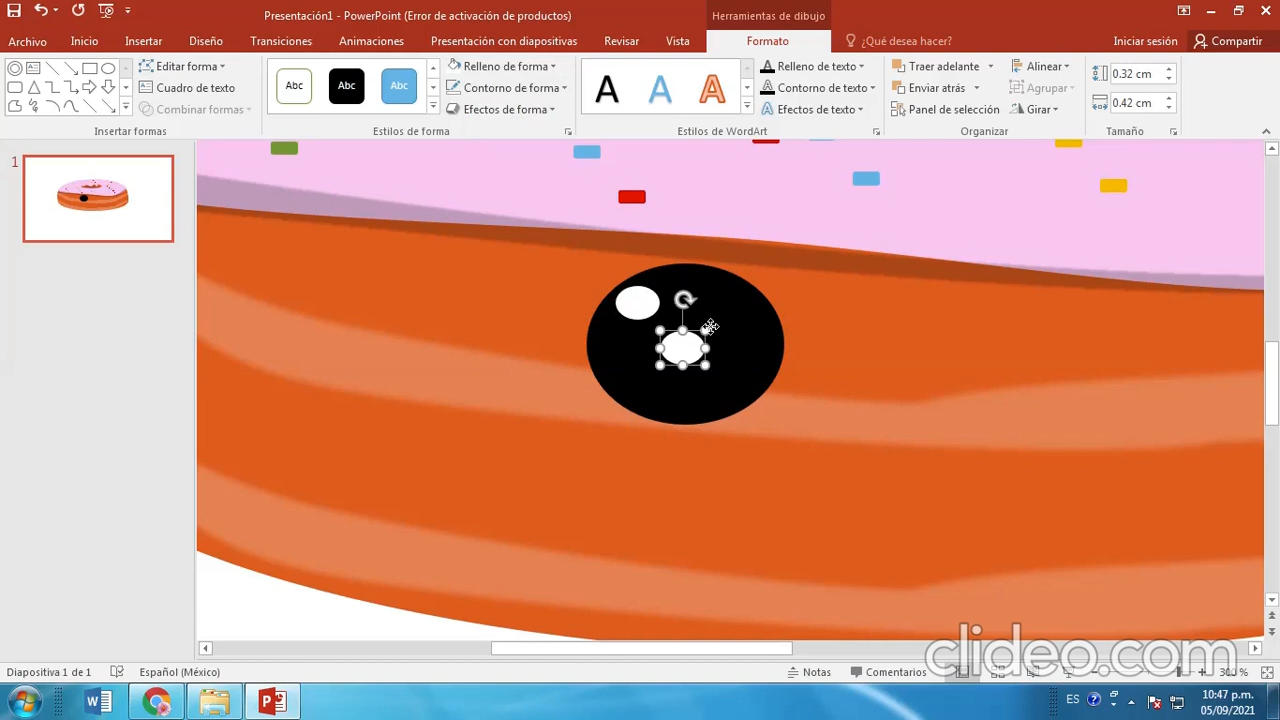 Presentación1 - PowerPoint (Error de activación de productos)
Herramientas de dibujo
Archivo Inicio Insertar Diseño Transiciones Animaciones Presentación con diapositivas Revisar Vista Formato ¿Qué desea hacer? Iniciar sesión Compartir
Editar forma
Cuadro de texto
Combinar formas
Insertar formas
Abc Abc Abc
Relleno de forma
Contorno de forma
Efectos de forma
Estilos de forma
A A A
Relleno de texto
Contorno de texto
Efectos de texto
Estilos de WordArt
Traer adelante
Enviar atrás
Panel de selección
Alinear
Agrupar
Girar
Organizar
0.32 cm
0.42 cm
Tamaño
1
clideo.com
Diapositiva 1 de 1 Español (México) Notas Comentarios 300 %
ES
10:47 p.m.
05/09/2021